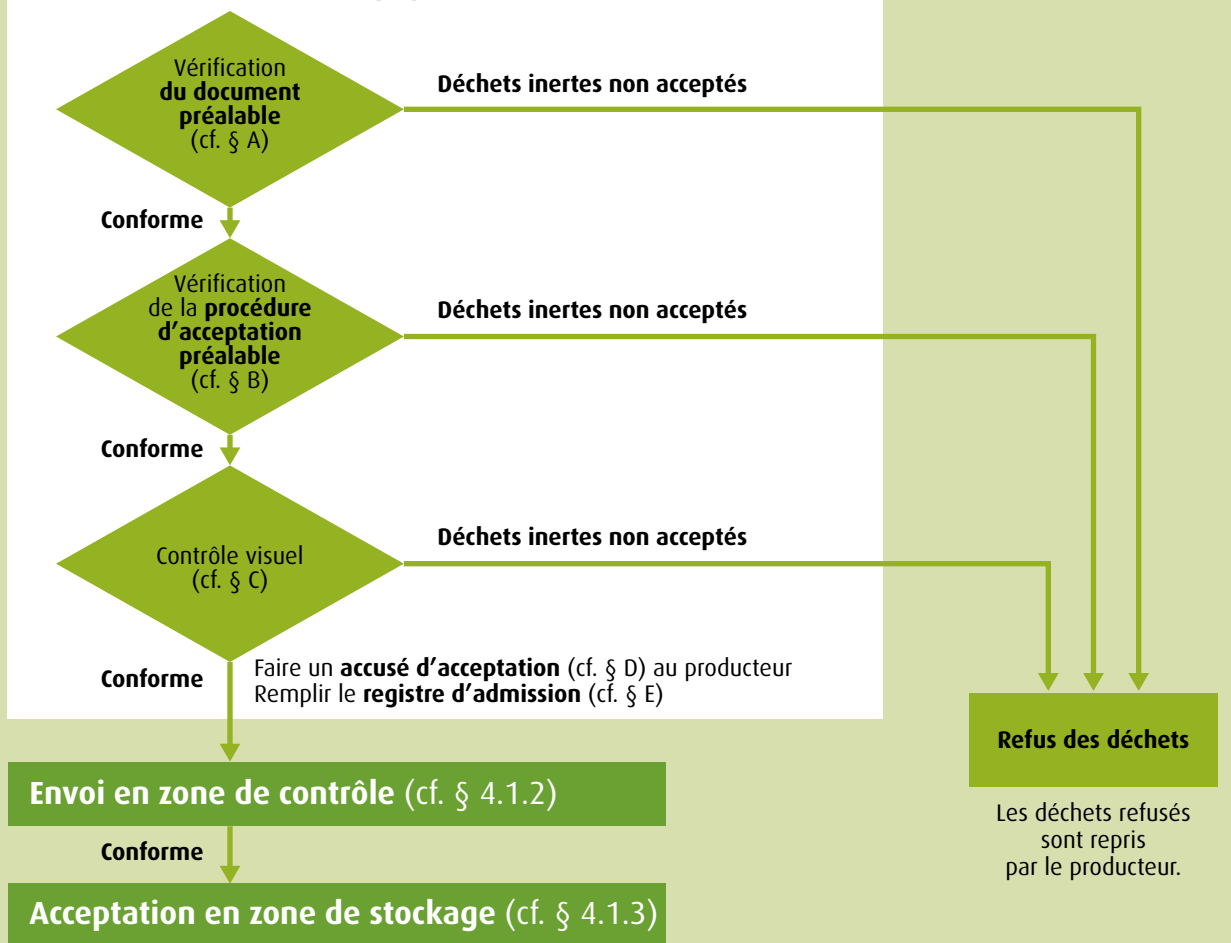 Vérification
du document
préalable
(cf. § A)
Déchets inertes non acceptés
Conforme
Vérification
de la procédure
d’acceptation
préalable
(cf. § B)
Déchets inertes non acceptés
Conforme
Contrôle visuel
(cf. § C)
Déchets inertes non acceptés
Conforme
Faire un accusé d’acceptation (cf. § D) au producteur
Remplir le registre d’admission (cf. § E)
Refus des déchets
Les déchets refusés
sont repris
par le producteur.
Envoi en zone de contrôle (cf. § 4.1.2)
Conforme
Acceptation en zone de stockage (cf. § 4.1.3)